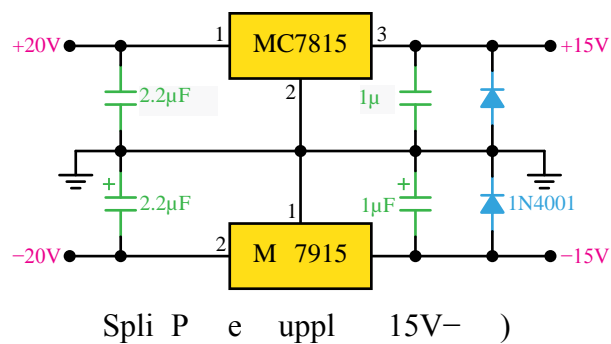 1 MC7815 3
+20V +15V
2.2µF 2 1µ
+ +
2.2µF 1 1µF 1N4001
−20V 2 M 7915 −15V
Spli P e uppl 15V− )